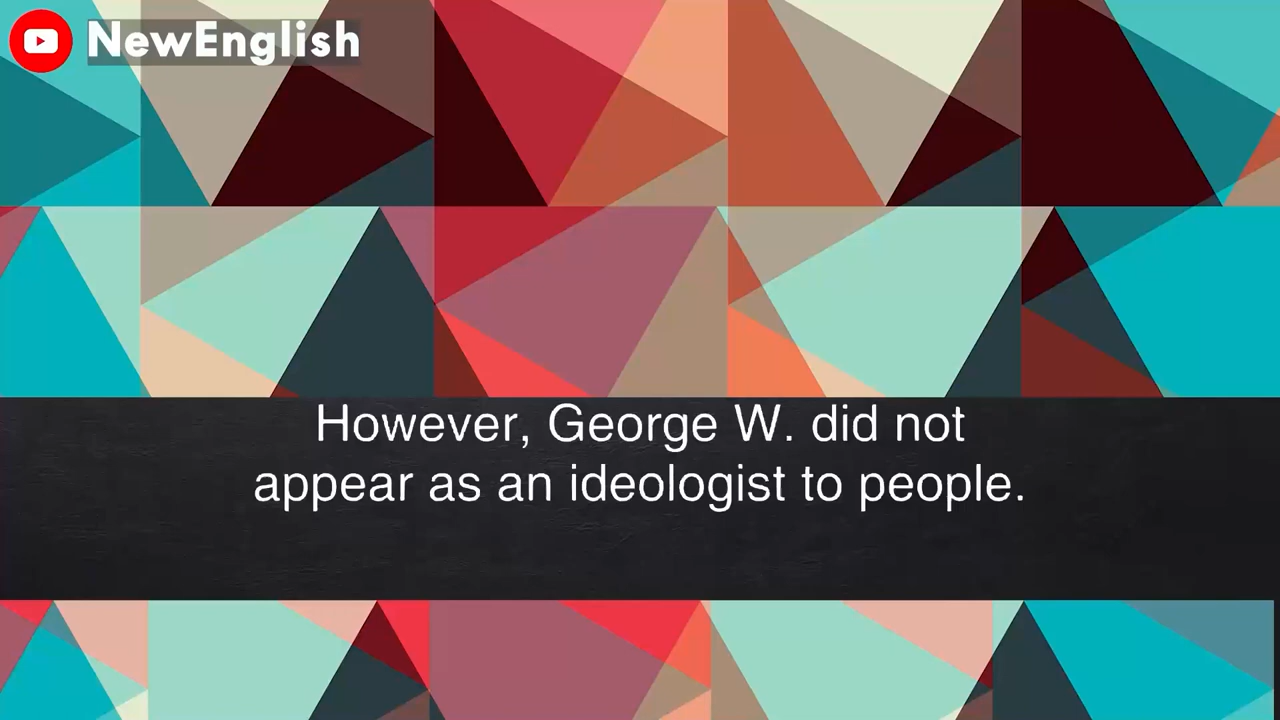 NewEnglish
However, George W. did not
appear as an ideologist to people.